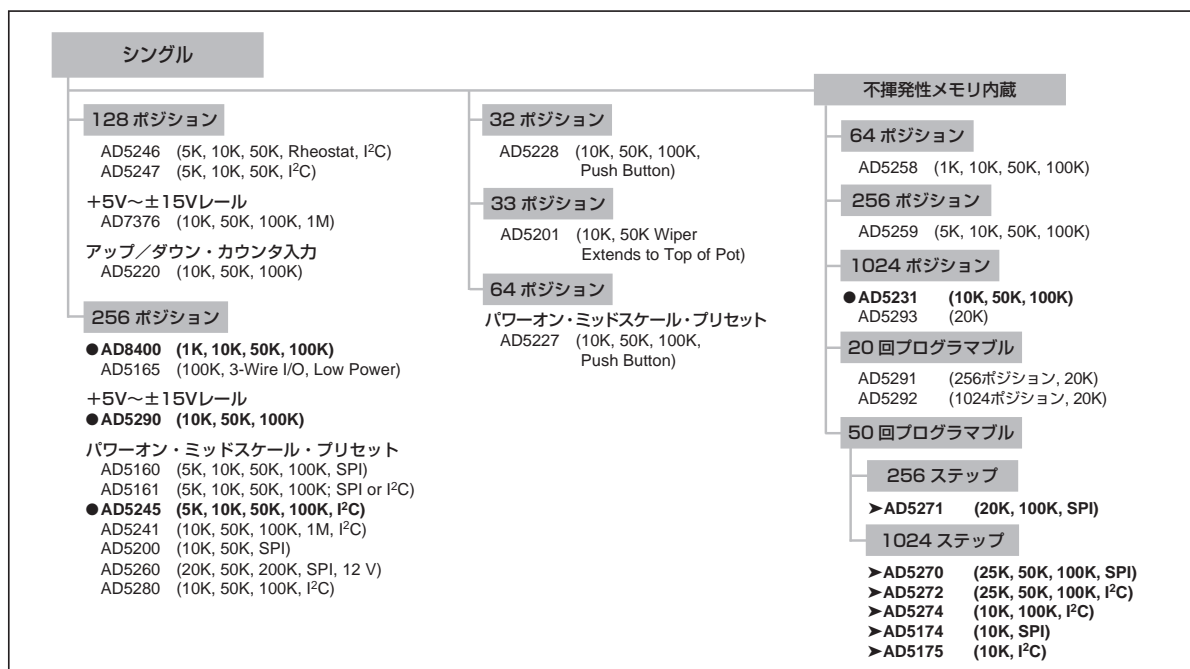 シングル
128 ポジション
AD5246 (5K, 10K, 50K, Rheostat, I²C)
AD5247 (5K, 10K, 50K, I²C)
+5V～±15Vレール
AD7376 (10K, 50K, 100K, 1M)
アップ／ダウン・カウンタ入力
AD5220 (10K, 50K, 100K)
256 ポジション
●AD8400 (1K, 10K, 50K, 100K)
AD5165 (100K, 3-Wire I/O, Low Power)
+5V～±15Vレール
●AD5290 (10K, 50K, 100K)
パワーオン・ミッドスケール・プリセット
AD5160 (5K, 10K, 50K, 100K, SPI)
AD5161 (5K, 10K, 50K, 100K; SPI or I²C)
●AD5245 (5K, 10K, 50K, 100K, I²C)
AD5241 (10K, 50K, 100K, 1M, I²C)
AD5200 (10K, 50K, SPI)
AD5260 (20K, 50K, 200K, SPI, 12 V)
AD5280 (10K, 50K, 100K, I²C)
32 ポジション
AD5228 (10K, 50K, 100K,
Push Button)
33 ポジション
AD5201 (10K, 50K Wiper
Extends to Top of Pot)
64 ポジション
パワーオン・ミッドスケール・プリセット
AD5227 (10K, 50K, 100K,
Push Button)
不揮発性メモリ内蔵
64 ポジション
AD5258 (1K, 10K, 50K, 100K)
256 ポジション
AD5259 (5K, 10K, 50K, 100K)
1024 ポジション
●AD5231 (10K, 50K, 100K)
AD5293 (20K)
20 回プログラマブル
AD5291 (256ポジション, 20K)
AD5292 (1024ポジション, 20K)
50 回プログラマブル
256 ステップ
➤AD5271 (20K, 100K, SPI)
1024 ステップ
➤AD5270 (25K, 50K, 100K, SPI)
➤AD5272 (25K, 50K, 100K, I²C)
➤AD5274 (10K, 100K, I²C)
➤AD5174 (10K, SPI)
➤AD5175 (10K, I²C)